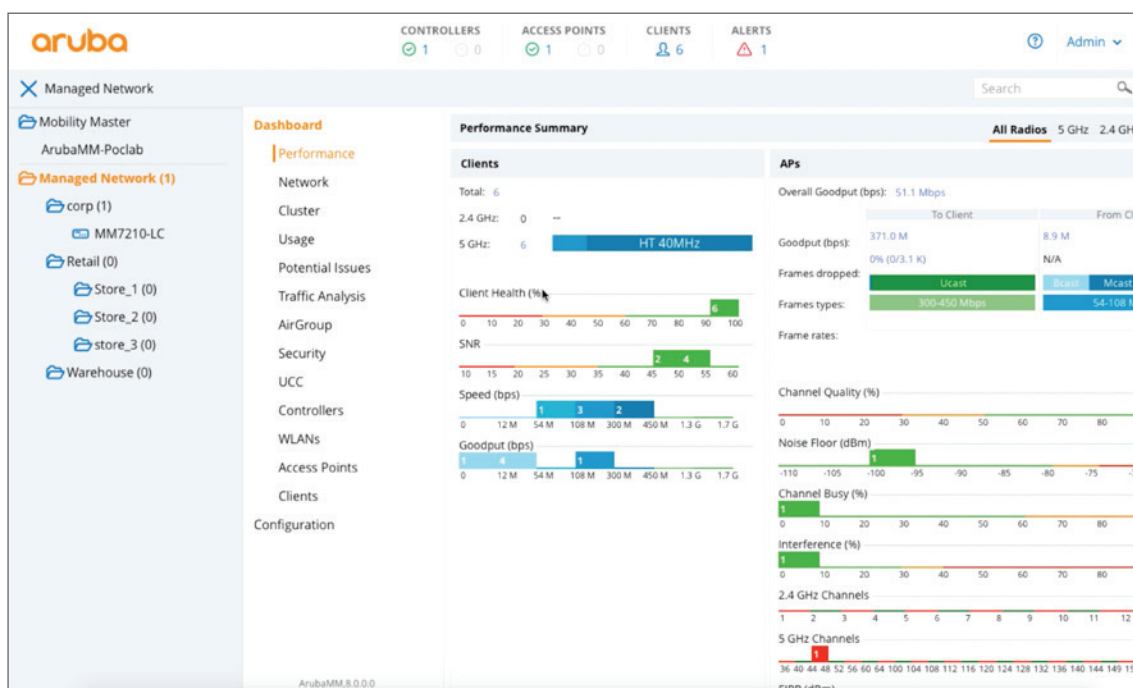 aruba
CONTROLLERS
1 0
ACCESS POINTS
1 0
CLIENTS
6
ALERTS
1
Admin
Managed Network
Search
Mobility Master
ArubaMM-Poclab
Managed Network (1)
corp (1)
MM7210-LC
Retail (0)
Store_1 (0)
Store_2 (0)
store_3 (0)
Warehouse (0)
Dashboard
Performance
Network
Cluster
Usage
Potential Issues
Traffic Analysis
AirGroup
Security
UCC
Controllers
WLANs
Access Points
Clients
Configuration
ArubaMM,8.0.0.0
Performance Summary
All Radios 5 GHz 2.4 GH
Clients
Total: 6
2.4 GHz: 0 --
5 GHz: 6 HT 40MHz
Client Health (%)
6
0 10 20 30 40 50 60 70 80 90 100
SNR
2 4
10 15 20 25 30 35 40 45 50 55 60
Speed (bps)
1 3 2
0 12 M 54 M 108 M 300 M 450 M 1.3 G 1.7 G
Goodput (bps)
1 4 1
0 12 M 54 M 108 M 300 M 450 M 1.3 G 1.7 G
APs
Overall Goodput (bps): 51.1 Mbps
To Client From Cl
Goodput (bps): 371.0 M 8.9 M
0% (0/3.1 K) N/A
Frames dropped:
Ucast Bcast Mcast
Frames types: 300-450 Mbps 54-108 M
Frame rates:
Channel Quality (%)
0 10 20 30 40 50 60 70 80
Noise Floor (dBm)
1
-110 -105 -100 -95 -90 -85 -80 -75
Channel Busy (%)
1
0 10 20 30 40 50 60 70 80
Interference (%)
1
0 10 20 30 40 50 60 70 80
2.4 GHz Channels
1 2 3 4 5 6 7 8 9 10 11 12
5 GHz Channels
1
36 40 44 48 52 56 60 64 100 104 108 112 116 120 124 128 132 136 140 144 149